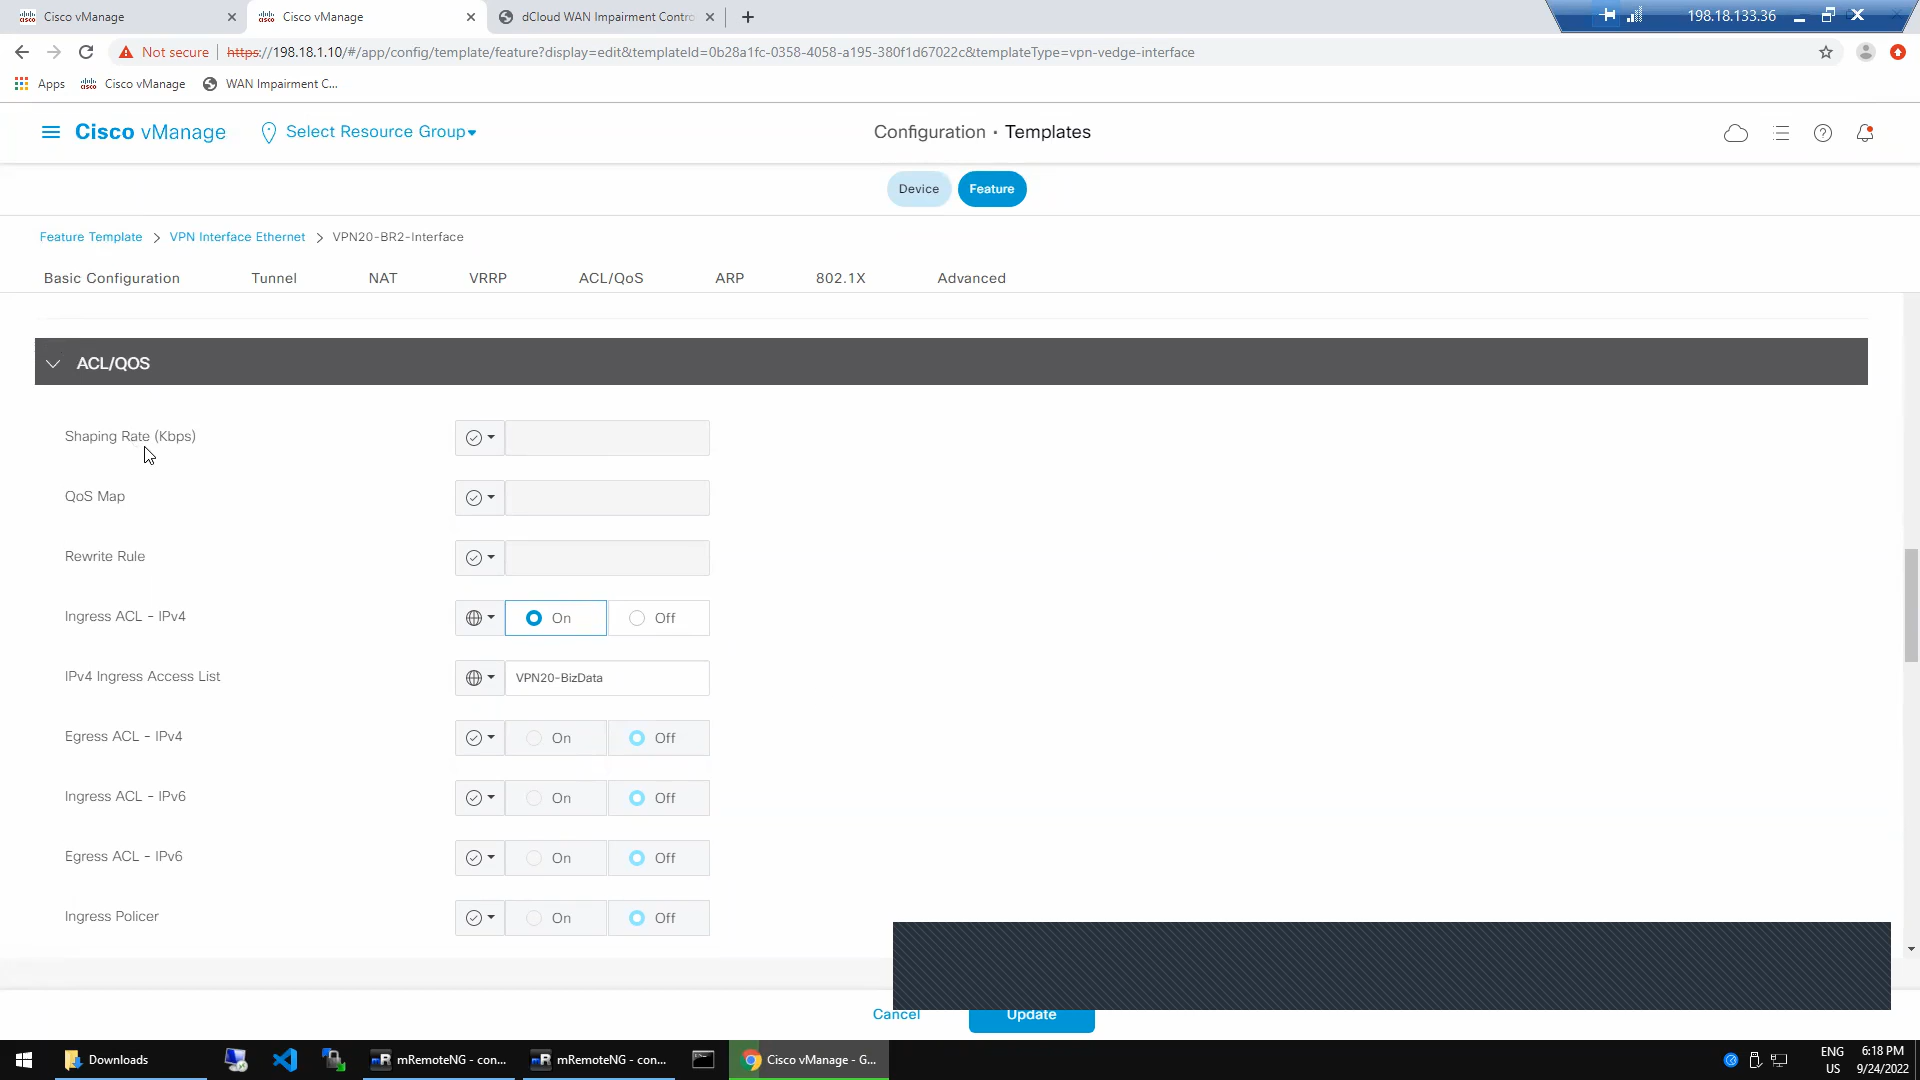 Cisco vManage
Cisco vManage
dCloud WAN Impairment Contro
198.18.133.36
Not secure
https://198.18.1.10/#/app/config/template/feature?display=edit&templateId=0b28a1fc-0358-4058-a195-380f1d67022c&templateType=vpn-vedge-interface
Apps
Cisco vManage
WAN Impairment C...
Cisco vManage
Select Resource Group
Configuration · Templates
Device
Feature
Feature Template > VPN Interface Ethernet > VPN20-BR2-Interface
Basic Configuration
Tunnel
NAT
VRRP
ACL/QoS
ARP
802.1X
Advanced
ACL/QOS
Shaping Rate (Kbps)
QoS Map
Rewrite Rule
Ingress ACL - IPv4
On
Off
IPv4 Ingress Access List
VPN20-BizData
Egress ACL - IPv4
On
Off
Ingress ACL - IPv6
On
Off
Egress ACL - IPv6
On
Off
Ingress Policer
On
Off
Cancel
Update
Downloads
mRemoteNG - con...
mRemoteNG - con...
Cisco vManage - G...
ENG
US
6:18 PM
9/24/2022